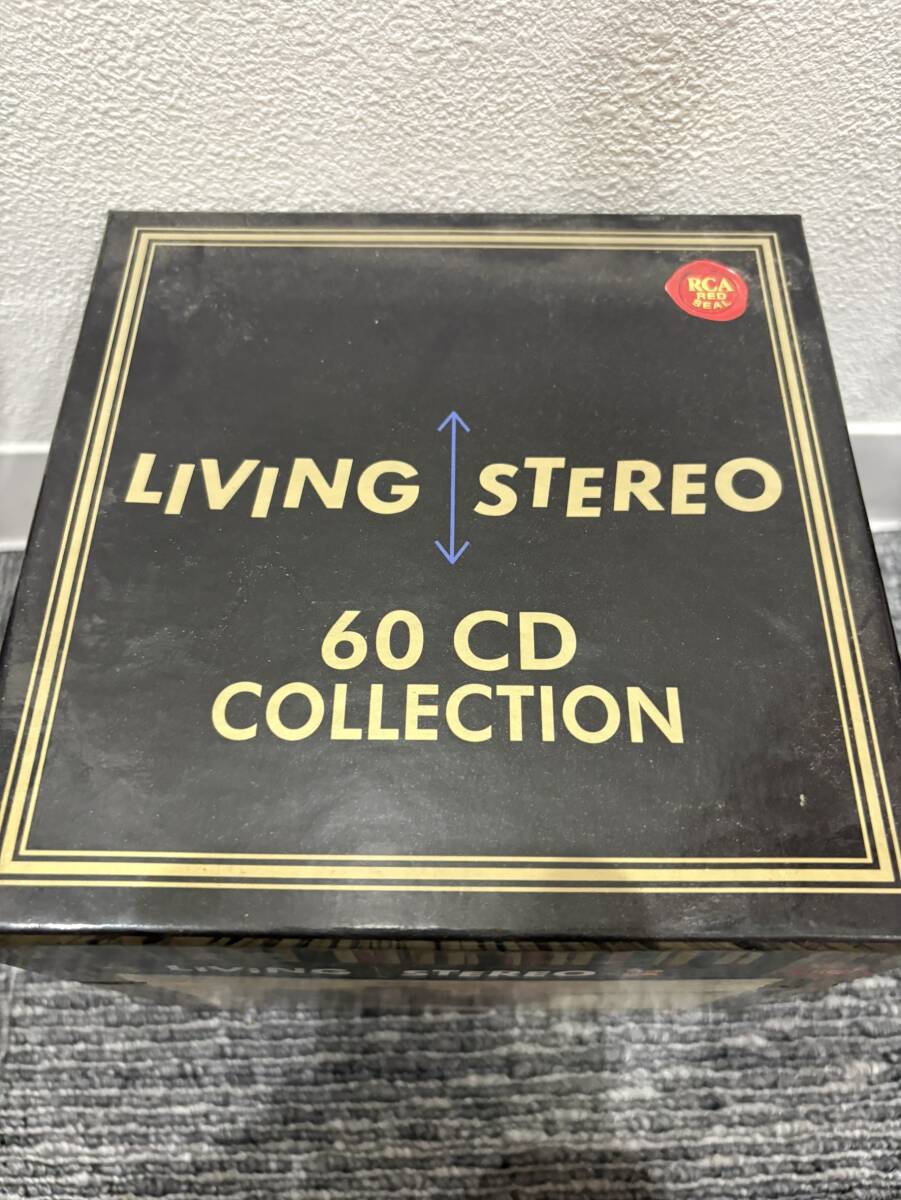 RCA
RED
SEAL
LIVING STEREO
60 CD
COLLECTION
LIVING STEREO